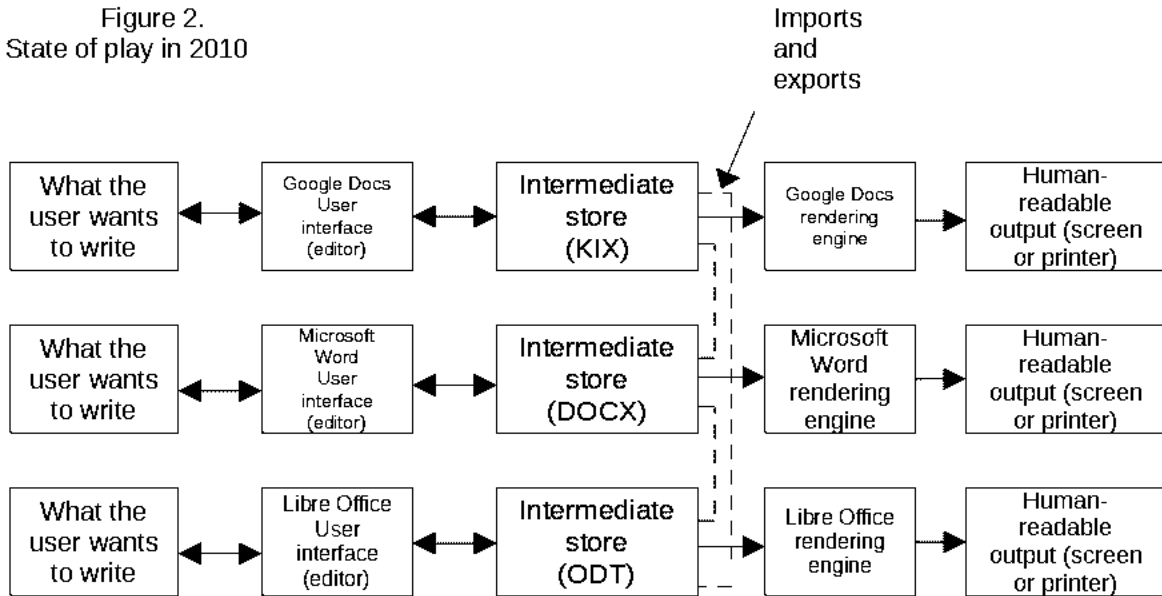 Figure 2.
State of play in 2010
Imports
and
exports
What the
user wants
to write
Google Docs
User
interface
(editor)
Intermediate
store
(KIX)
Google Docs
rendering
engine
Human-
readable
output (screen
or printer)
What the
user wants
to write
Microsoft
Word
User
interface
(editor)
Intermediate
store
(DOCX)
Microsoft
Word
rendering
engine
Human-
readable
output (screen
or printer)
What the
user wants
to write
Libre Office
User
interface
(editor)
Intermediate
store
(ODT)
Libre Office
rendering
engine
Human-
readable
output (screen
or printer)